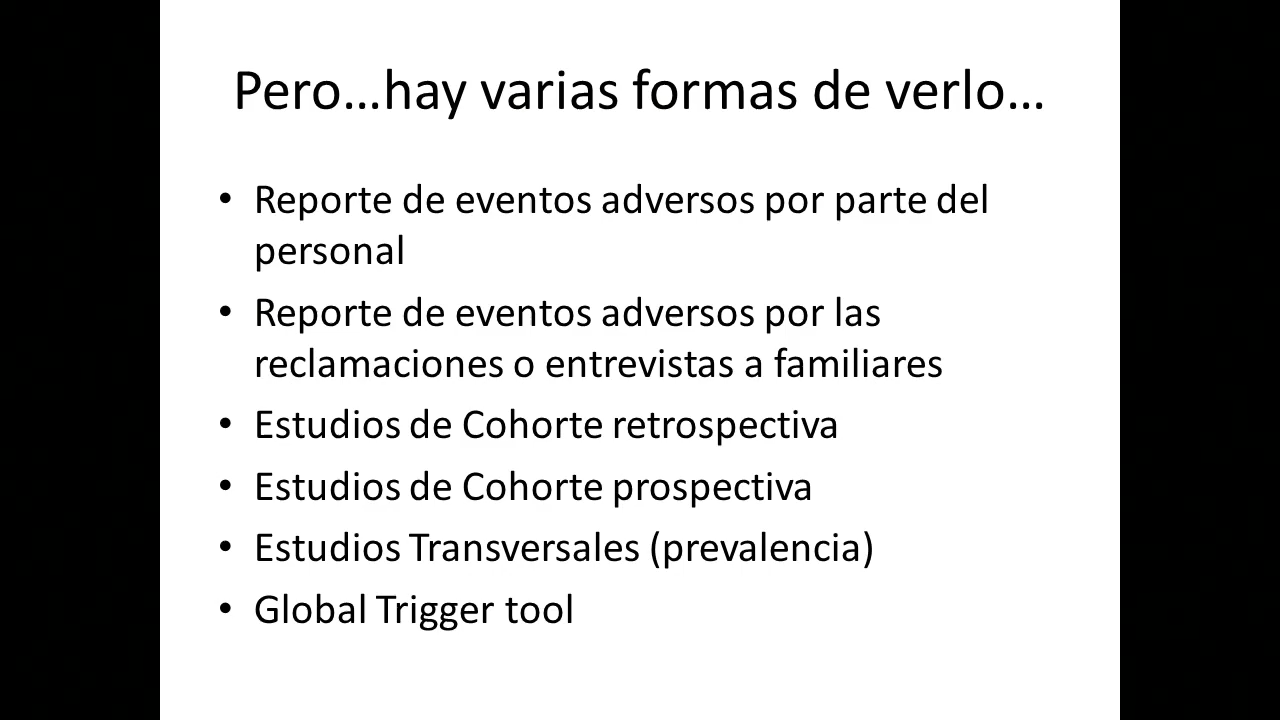 Pero...hay varias formas de verlo...
• Reporte de eventos adversos por parte del
personal
• Reporte de eventos adversos por las
reclamaciones o entrevistas a familiares
• Estudios de Cohorte retrospectiva
• Estudios de Cohorte prospectiva
• Estudios Transversales (prevalencia)
• Global Trigger tool